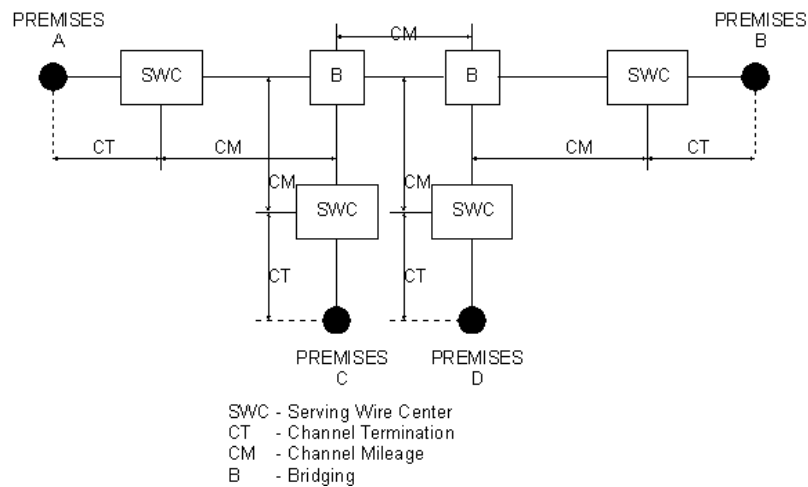 PREMISES
A
PREMISES
B
CM
SWC
B
B
SWC
CT
CM
CM
CT
CM
CM
SWC
SWC
CT
CT
PREMISES
C
PREMISES
D
SWC - Serving Wire Center
CT - Channel Termination
CM - Channel Mileage
B - Bridging